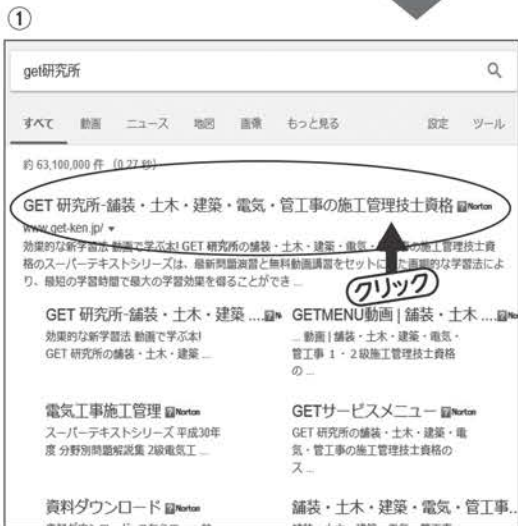 ①
get研究所
すべて 動画 ニュース 地図 画像 もっと見る 設定 ツール
約 63,100,000 件 (0.27 秒)
GET 研究所-舗装・土木・建築・電気・管工事の施工管理技士資格 Norton
www.get-ken.jp/
効果的な新学習法 動画で学ぶ本! GET 研究所の舗装・土木・建築・電気・の施工管理技士資
格のスーパーテキストシリーズは、最新問題演習と無料動画講習をセットにした画期的な学習法によ
り、最短の学習時間で最大の学習効果を得ることができ ...
クリック
GET 研究所-舗装・土木・建築 ....
効果的な新学習法 動画で学ぶ本!
GET 研究所の舗装・土木・建築 ...
GETMENU動画 | 舗装・土木 ....
... 動画 | 舗装・土木・建築・電気・
管工事 1・2級施工管理技士資格
の ...
電気工事施工管理 Norton
スーパーテキストシリーズ 平成30年
度 分野別問題解説集 2級電気工 ...
GETサービスメニュー Norton
GET 研究所の舗装・土木・建築・電
気・管工事の施工管理技士資格の
ス ...
資料ダウンロード Norton
舗装・土木・建築・電気・管工事..